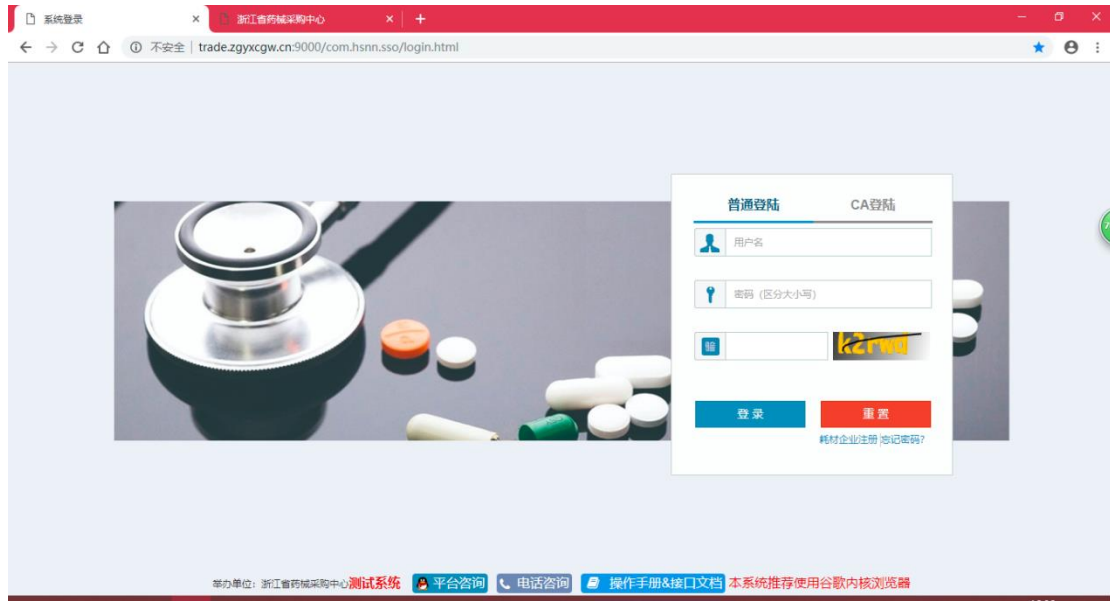 系统登录
浙江省药械采购中心
不安全 | trade.zgyxcgw.cn:9000/com.hsnn.sso/login.html
普通登陆 CA登陆
用户名
密码（区分大小写）
验证
k2rwd
登录 重置
耗材企业注册|忘记密码?
举办单位：浙江省药械采购中心测试系统 平台咨询 电话咨询 操作手册&接口文档 本系统推荐使用谷歌内核浏览器